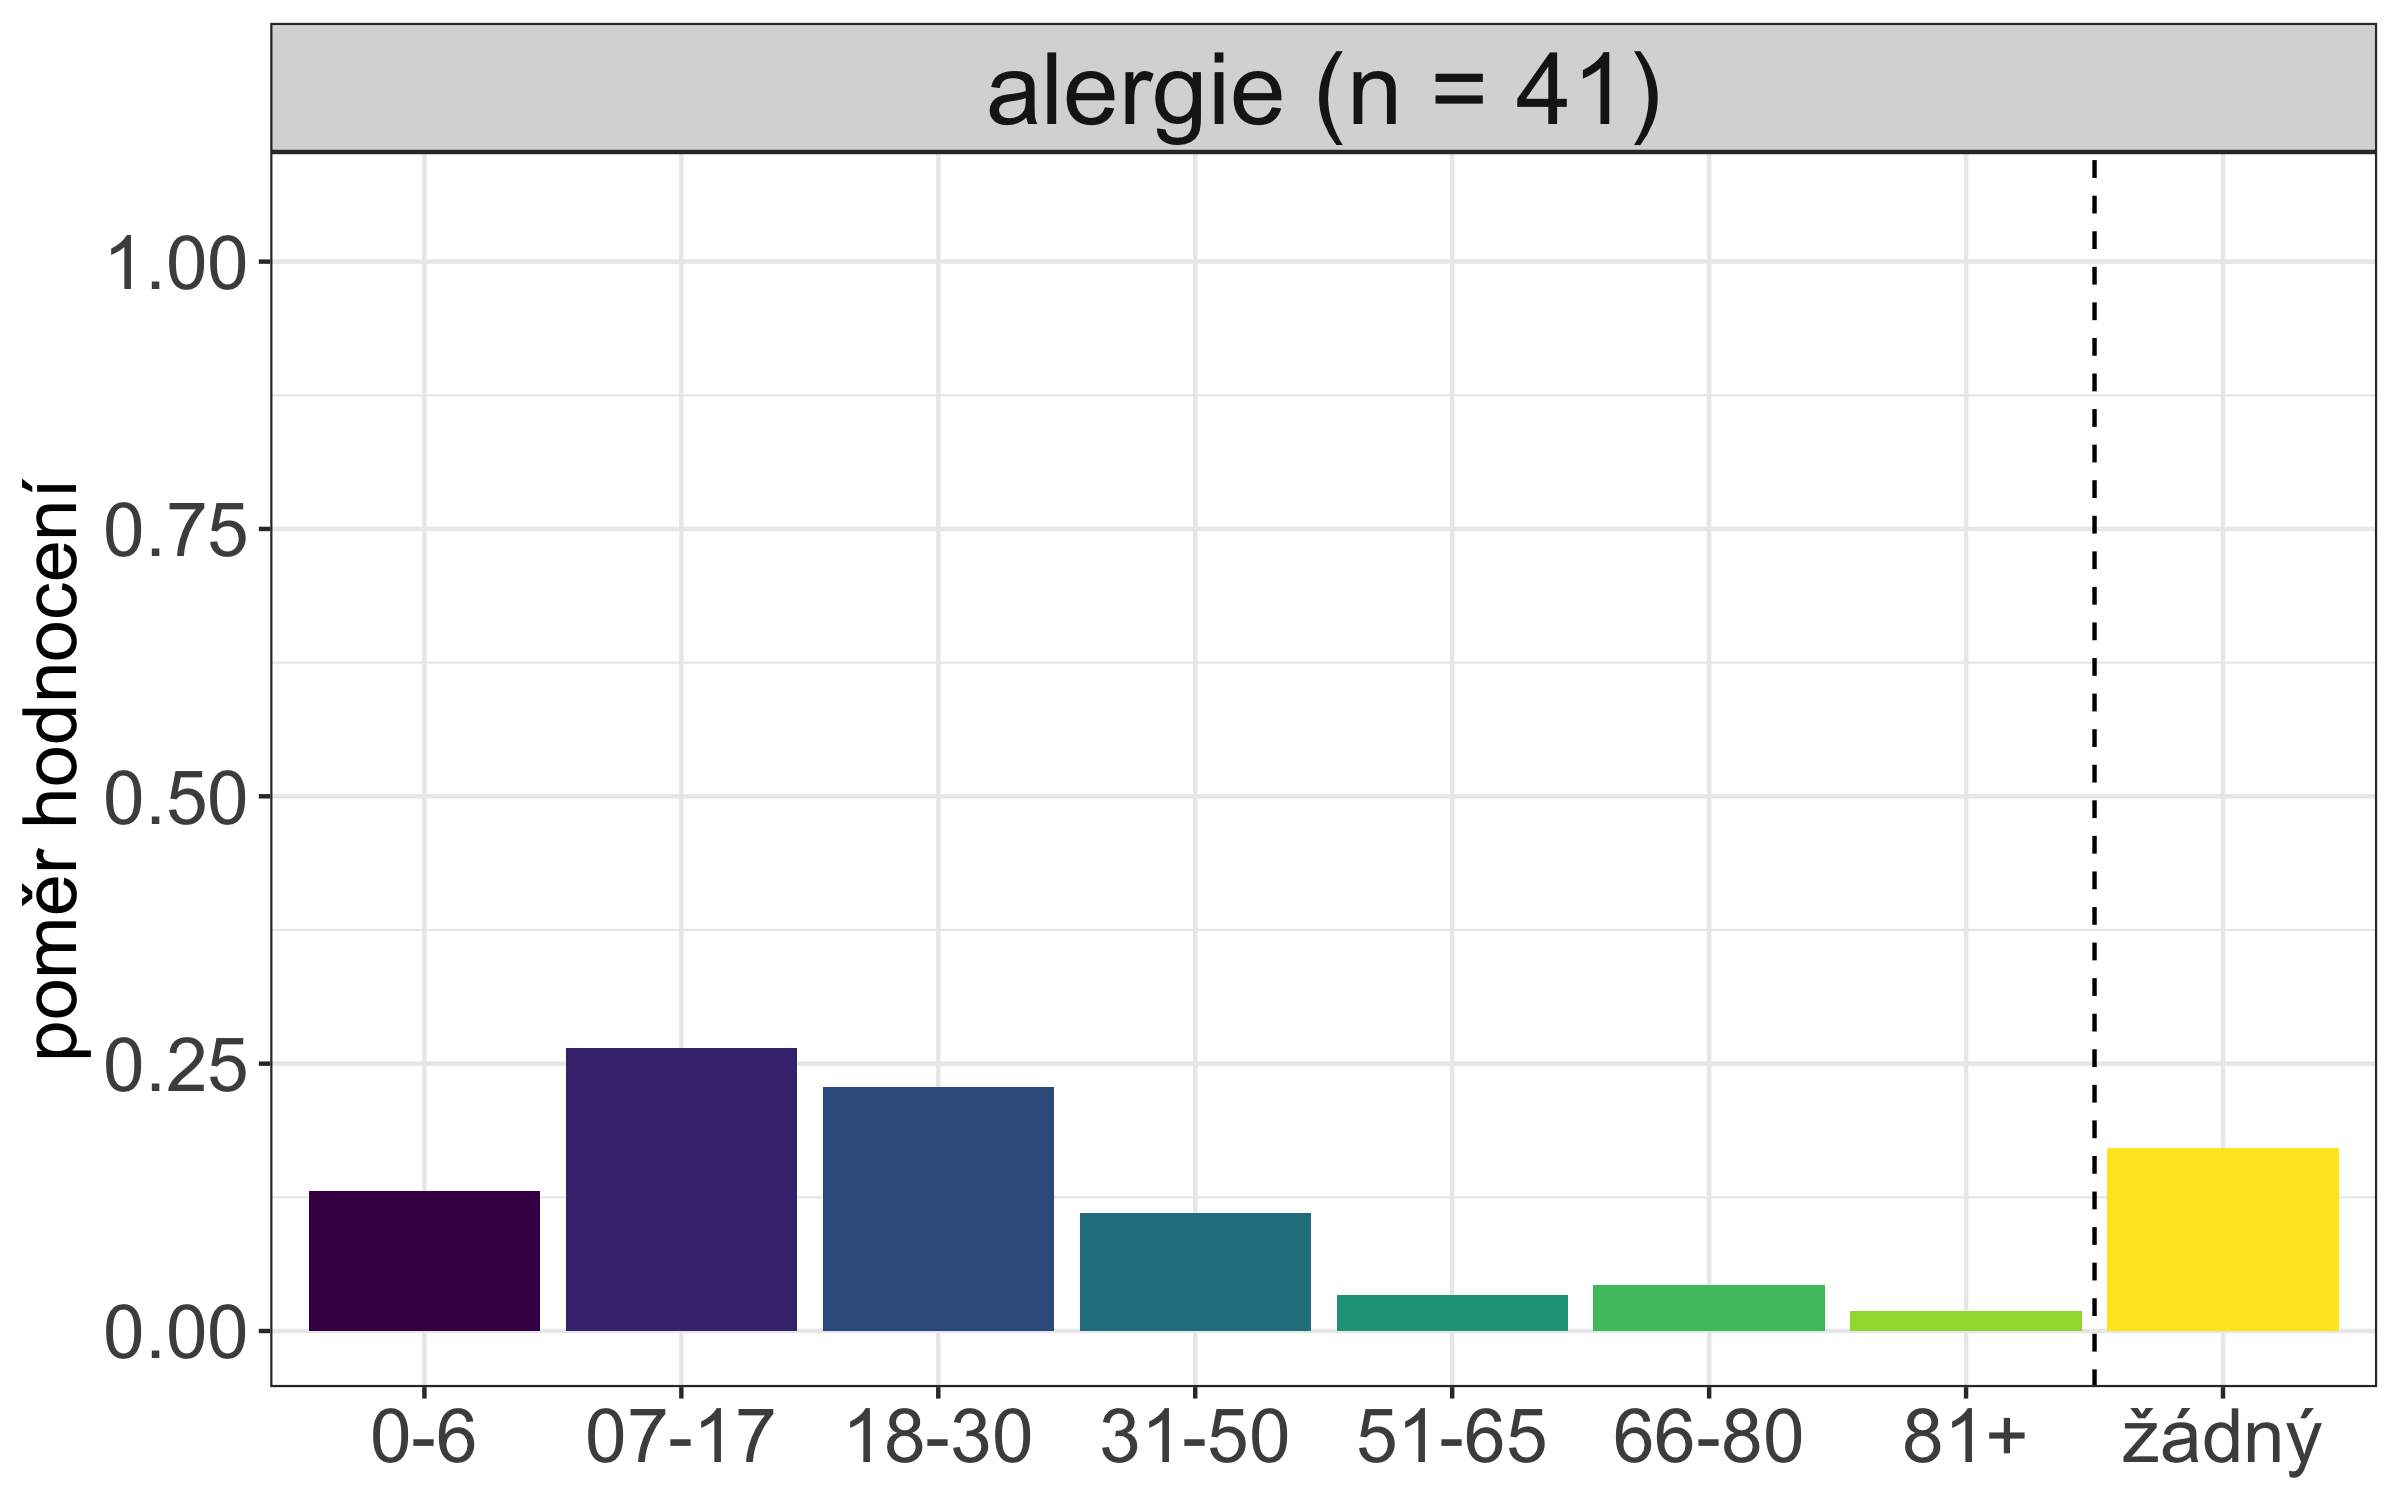 alergie (n = 41)
poměr hodnocení
1.00
0.75
0.50
0.25
0.00
0-6 07-17 18-30 31-50 51-65 66-80 81+ žádný